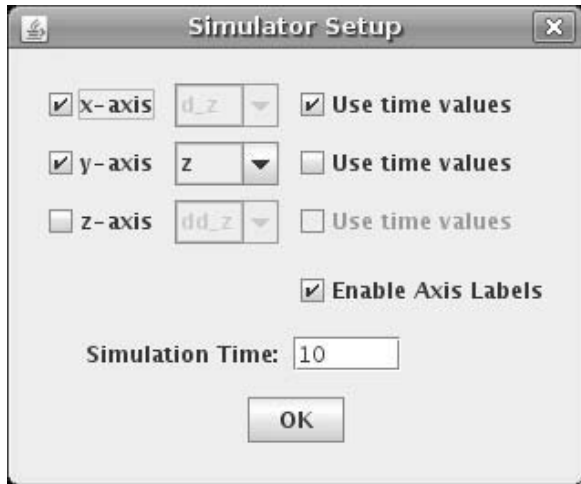 Simulator Setup
x-axis d_z Use time values
y-axis z Use time values
z-axis dd_z Use time values
Enable Axis Labels
Simulation Time: 10
OK